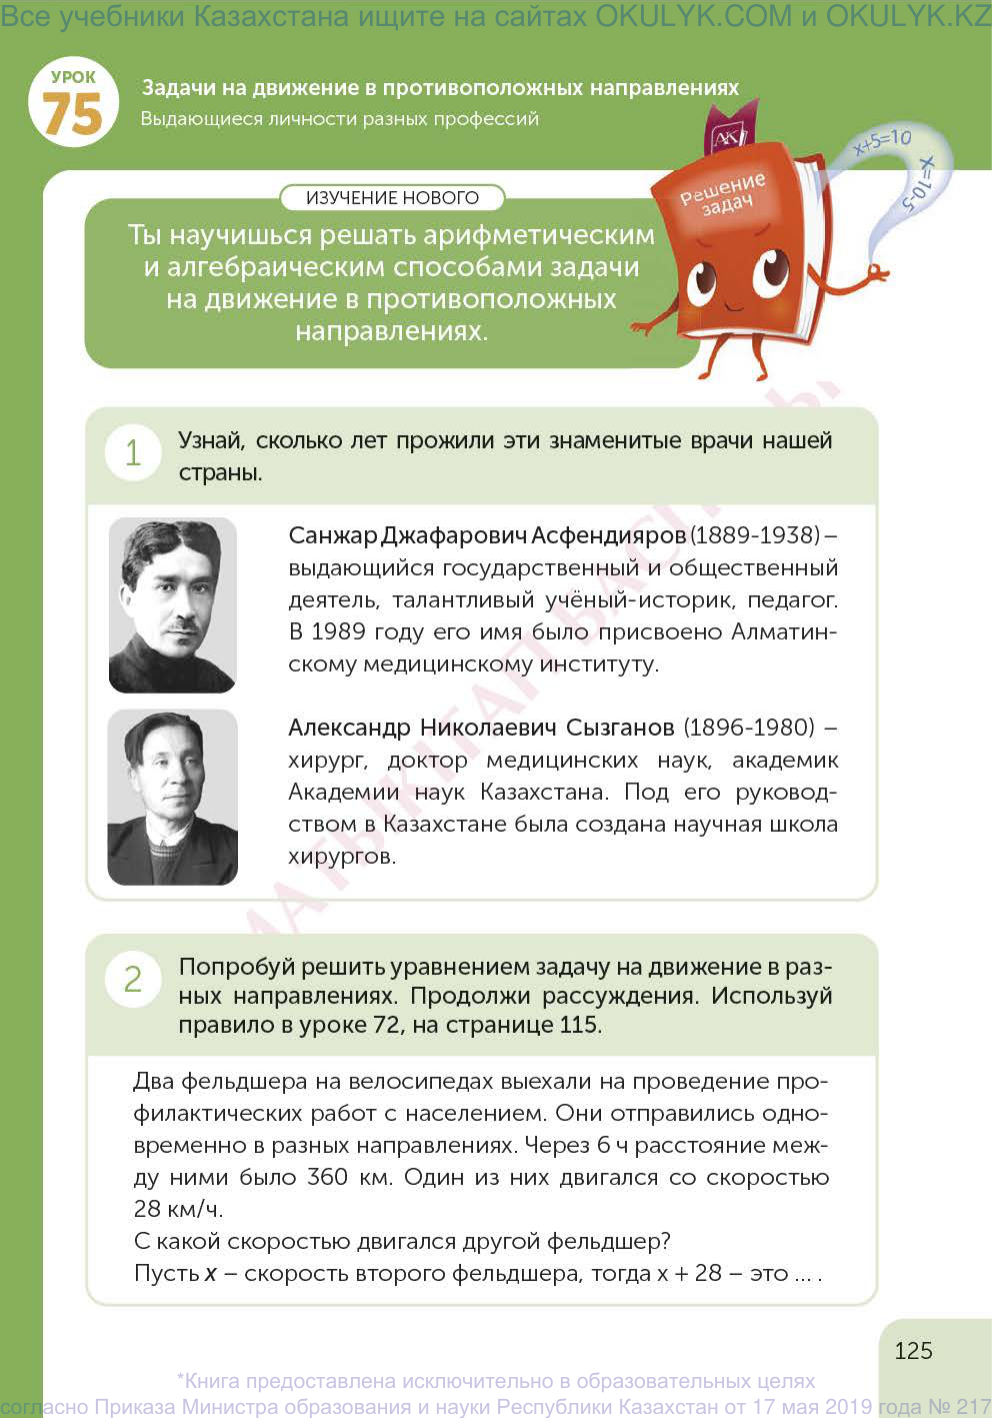 Все учебники Казахстана ищите на сайтах OKULYK.COM и OKULYK.KZ
УРОК
75
Задачи на движение в противоположных направлениях
Выдающиеся личности разных профессий
АК
Решение
задач
x+5=10
x=10-5
ИЗУЧЕНИЕ НОВОГО
Ты научишься решать арифметическим
и алгебраическим способами задачи
на движение в противоположных
направлениях.
1
Узнай, сколько лет прожили эти знаменитые врачи нашей
страны.
Санжар Джафарович Асфендияров (1889-1938) –
выдающийся государственный и общественный
деятель, талантливый учёный-историк, педагог.
В 1989 году его имя было присвоено Алматин-
скому медицинскому институту.
Александр Николаевич Сызганов (1896-1980) –
хирург, доктор медицинских наук, академик
Академии наук Казахстана. Под его руковод-
ством в Казахстане была создана научная школа
хирургов.
2
Попробуй решить уравнением задачу на движение в раз-
ных направлениях. Продолжи рассуждения. Используй
правило в уроке 72, на странице 115.
Два фельдшера на велосипедах выехали на проведение про-
филактических работ с населением. Они отправились одно-
временно в разных направлениях. Через 6 ч расстояние меж-
ду ними было 360 км. Один из них двигался со скоростью
28 км/ч.
С какой скоростью двигался другой фельдшер?
Пусть x – скорость второго фельдшера, тогда x + 28 – это ... .
125
*Книга предоставлена исключительно в образовательных целях
согласно Приказа Министра образования и науки Республики Казахстан от 17 мая 2019 года № 217